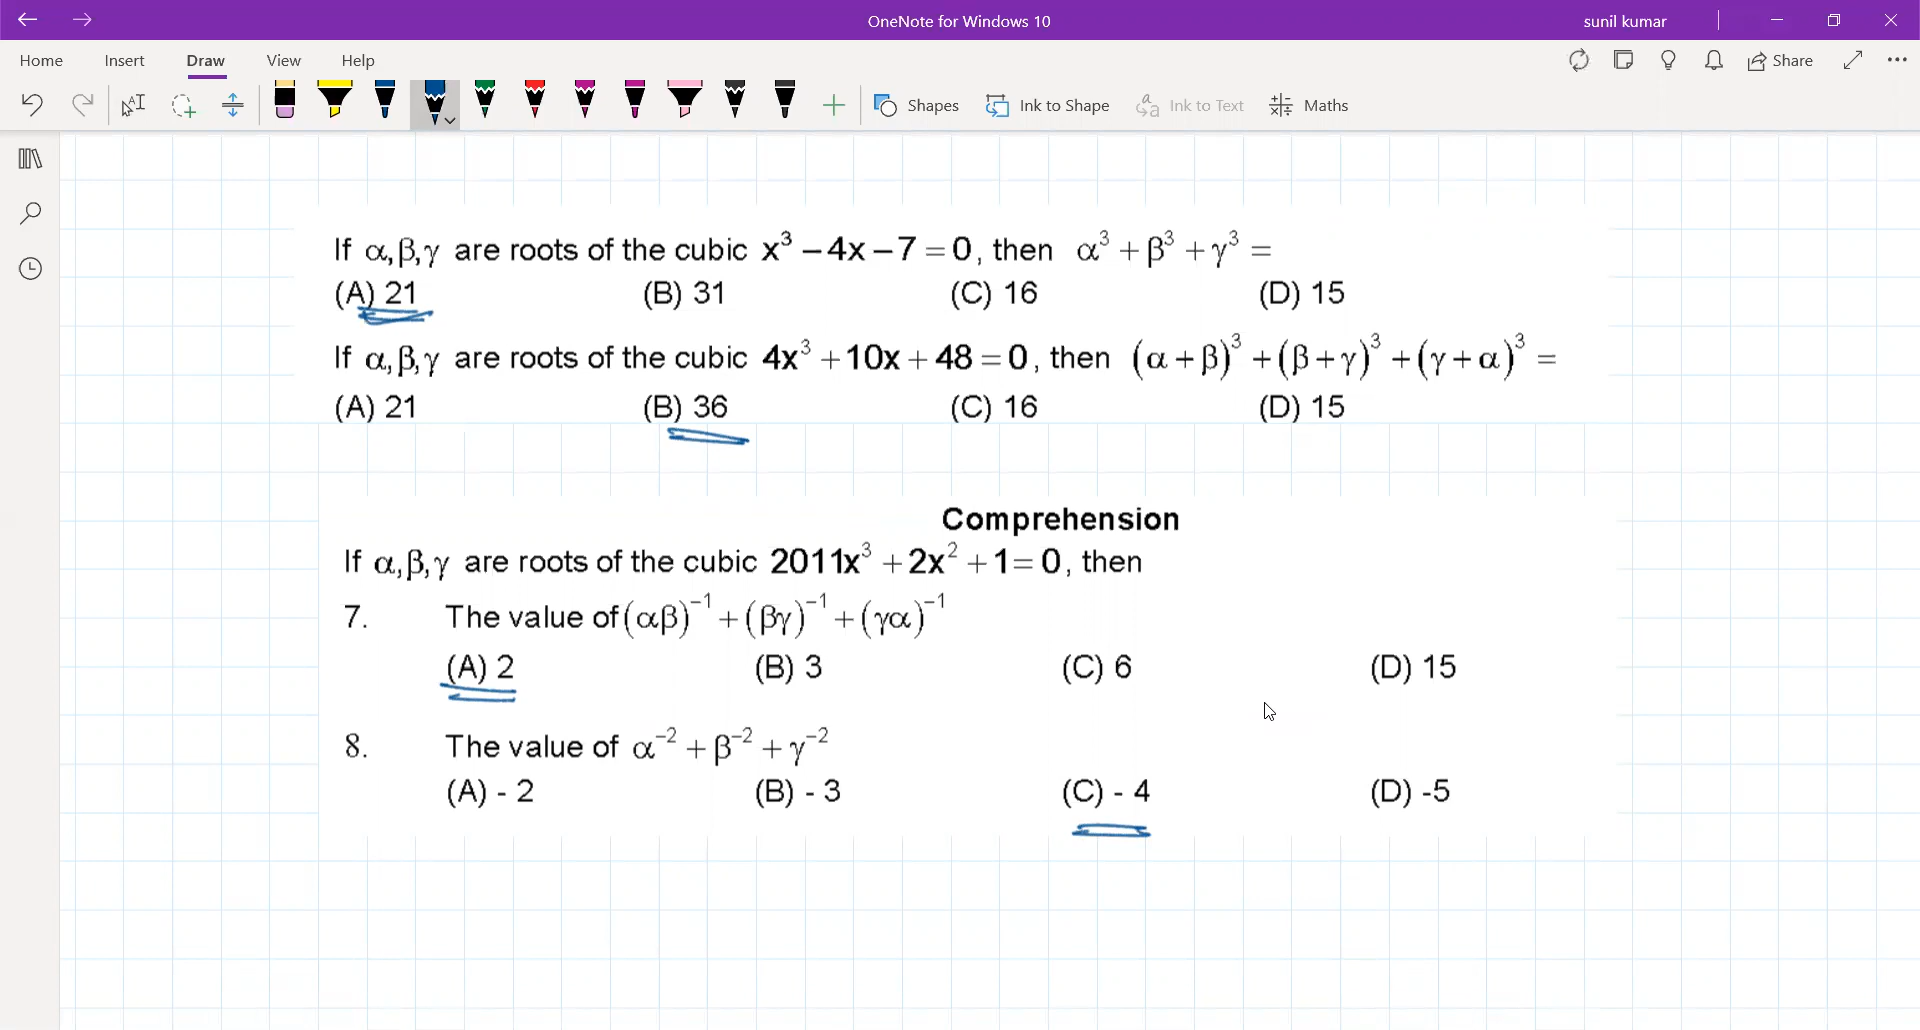 OneNote for Windows 10
sunil kumar
Home Insert Draw View Help
Share
Shapes Ink to Shape Ink to Text Maths
If α,β,γ are roots of the cubic x³ − 4x − 7 = 0, then α³ + β³ + γ³ =
(A) 21 (B) 31 (C) 16 (D) 15
If α,β,γ are roots of the cubic 4x³ + 10x + 48 = 0, then (α + β)³ + (β + γ)³ + (γ + α)³ =
(A) 21 (B) 36 (C) 16 (D) 15
Comprehension
If α,β,γ are roots of the cubic 2011x³ + 2x² + 1 = 0, then
7. The value of (αβ)⁻¹ + (βγ)⁻¹ + (γα)⁻¹
(A) 2 (B) 3 (C) 6 (D) 15
8. The value of α⁻² + β⁻² + γ⁻²
(A) - 2 (B) - 3 (C) - 4 (D) -5